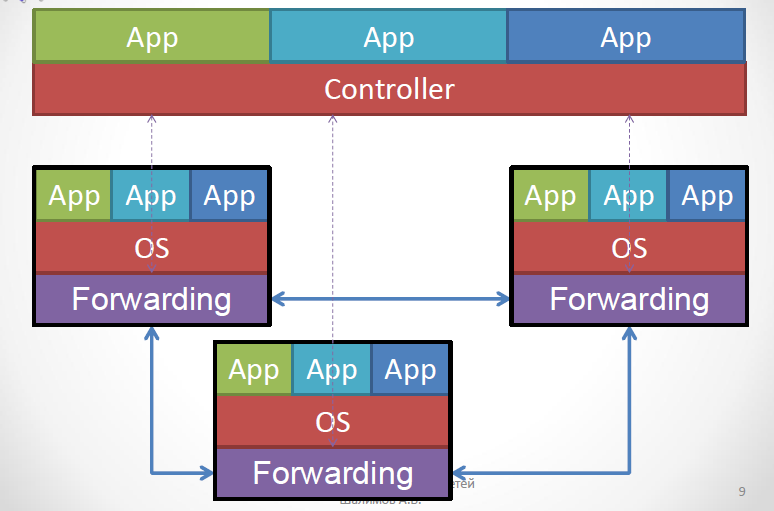 App App App
Controller
App App App
OS
Forwarding
App App App
OS
Forwarding
App App App
OS
Forwarding
Шалимов А.В.
9